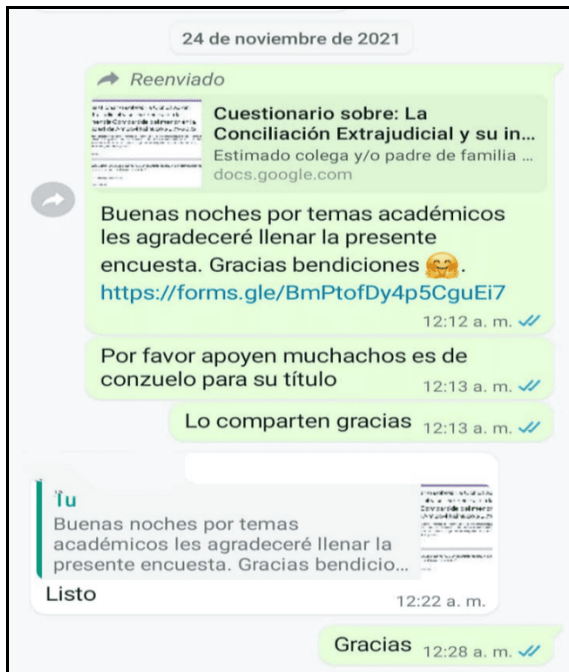 24 de noviembre de 2021
Reenviado
Cuestionario sobre: La
Conciliación Extrajudicial y su in...
Estimado colega y/o padre de familia ...
docs.google.com
Buenas noches por temas académicos
les agradeceré llenar la presente
encuesta. Gracias bendiciones 🤗.
https://forms.gle/BmPtofDy4p5CguEi7
12:12 a. m.
Por favor apoyen muchachos es de
conzuelo para su título
12:13 a. m.
Lo comparten gracias
12:13 a. m.
Tu
Buenas noches por temas
académicos les agradeceré llenar la
presente encuesta. Gracias bendicio...
Listo
12:22 a. m.
Gracias
12:28 a. m.